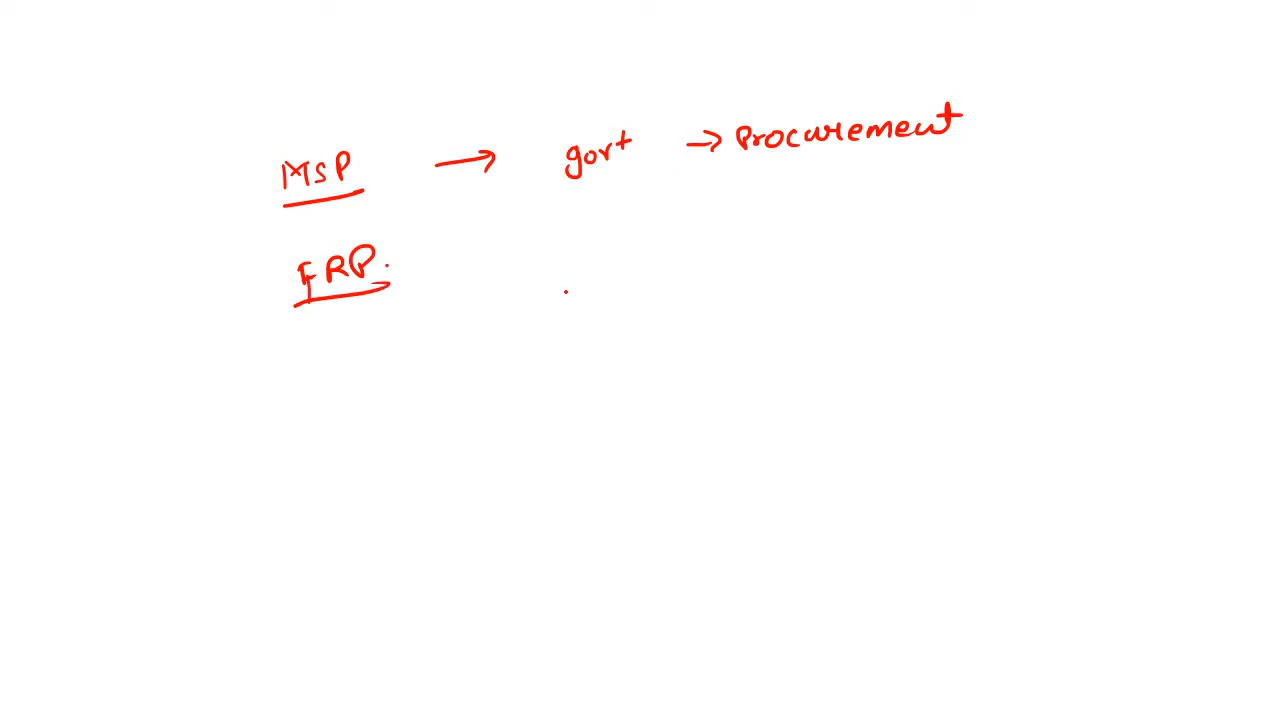 MSP → govt → Procurement
FRP.